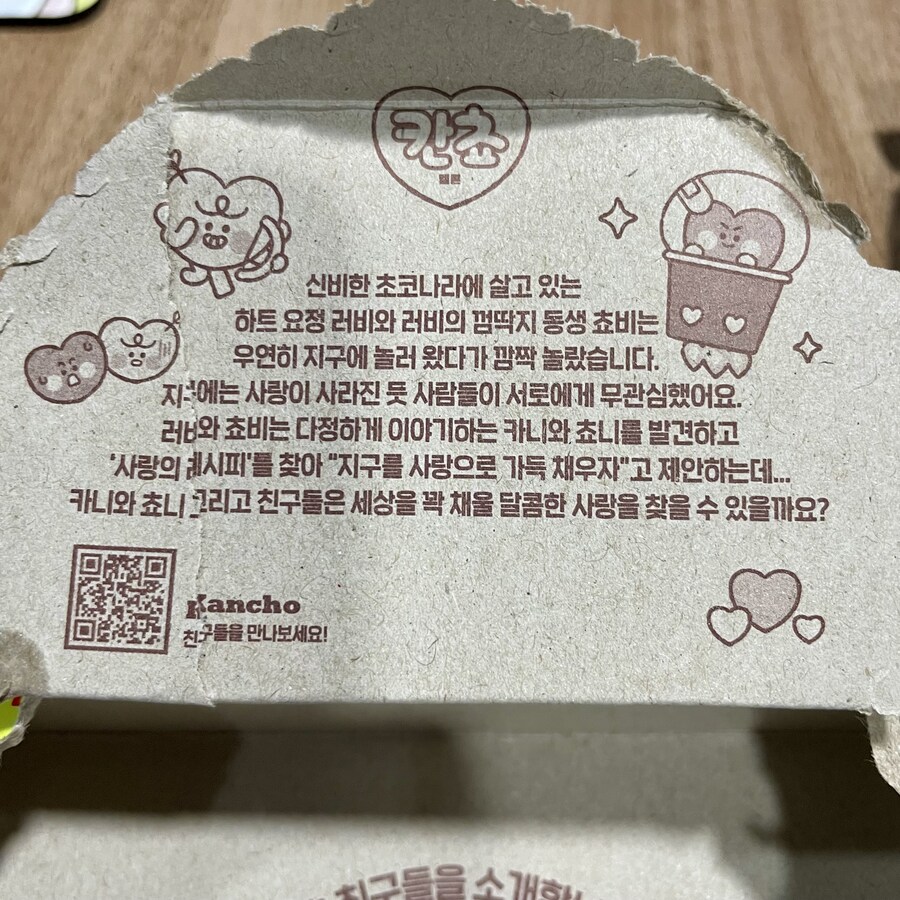 칸쵸
웰푼
신비한 초코나라에 살고 있는
하트 요정 러비와 러비의 껌딱지 동생 쵸비는
우연히 지구에 놀러 왔다가 깜짝 놀랐습니다.
지구에는 사랑이 사라진 듯 사람들이 서로에게 무관심했어요.
러비와 쵸비는 다정하게 이야기하는 카니와 쵸니를 발견하고
'사랑의 레시피'를 찾아 "지구를 사랑으로 가득 채우자"고 제안하는데...
카니와 쵸니 그리고 친구들은 세상을 꽉 채울 달콤한 사랑을 찾을 수 있을까요?
Kancho
친구들을 만나보세요!
친구들을